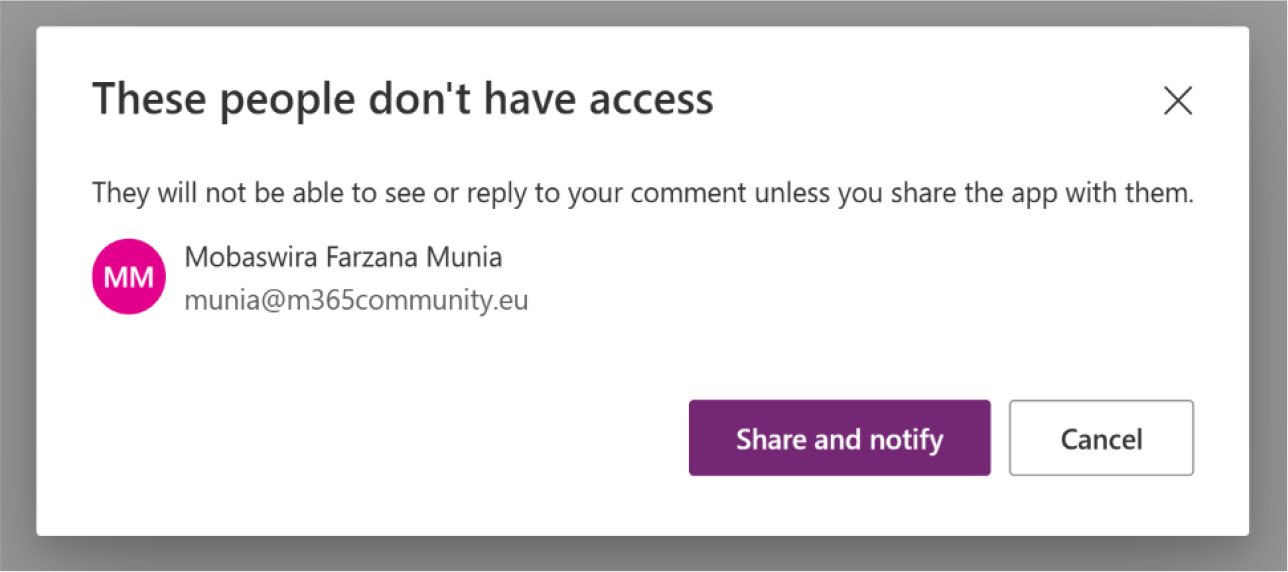 These people don't have access
They will not be able to see or reply to your comment unless you share the app with them.
MM
Mobaswira Farzana Munia
munia@m365community.eu
Share and notify
Cancel